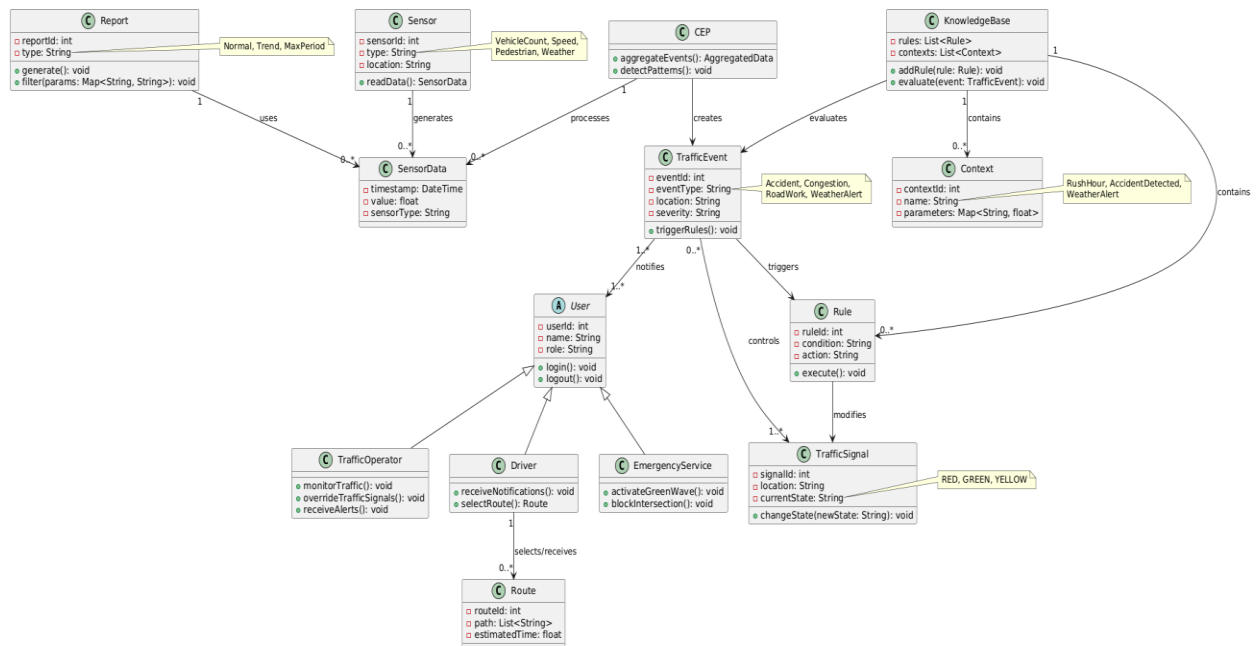 C Report
reportId: int
type: String
generate(): void
filter(params: Map<String, String>): void
Normal, Trend, MaxPeriod
C Sensor
sensorId: int
type: String
location: String
readData(): SensorData
VehicleCount, Speed,
Pedestrian, Weather
C CEP
aggregateEvents(): AggregatedData
detectPatterns(): void
C KnowledgeBase
rules: List<Rule>
contexts: List<Context>
addRule(rule: Rule): void
evaluate(event: TrafficEvent): void
1
1
uses
0..*
1
generates
0..*
1
processes
0..*
creates
evaluates
1
contains
0..*
contains
0..*
C SensorData
timestamp: DateTime
value: float
sensorType: String
C TrafficEvent
eventId: int
eventType: String
location: String
severity: String
triggerRules(): void
Accident, Congestion,
RoadWork, WeatherAlert
C Context
contextId: int
name: String
parameters: Map<String, float>
RushHour, AccidentDetected,
WeatherAlert
1..*
notifies
1..*
0..*
controls
1..*
triggers
A User
userId: int
name: String
role: String
login(): void
logout(): void
C Rule
ruleId: int
condition: String
action: String
execute(): void
modifies
C TrafficOperator
monitorTraffic(): void
overrideTrafficSignals(): void
receiveAlerts(): void
C Driver
receiveNotifications(): void
selectRoute(): Route
C EmergencyService
activateGreenWave(): void
blockIntersection(): void
C TrafficSignal
signalId: int
location: String
currentState: String
changeState(newState: String): void
RED, GREEN, YELLOW
1
selects/receives
0..*
C Route
routeId: int
path: List<String>
estimatedTime: float